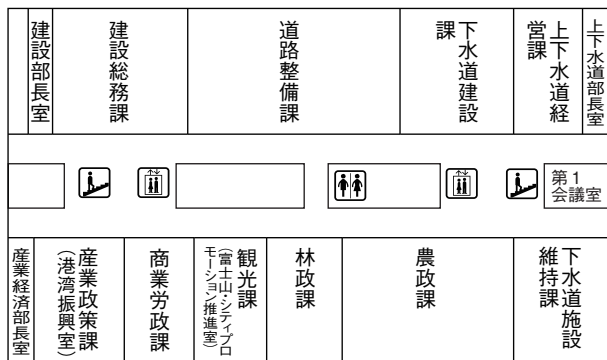 建設部長室
建設総務課
道路整備課
下水道建設
課
上下水道経
営課
上下水道部長室
第1
会議室
産業経済部長室
産業政策課
(港湾振興室)
商業労政課
観光課
(富士山・シティプロ
モーション推進室)
林政課
農政課
下水道施設
維持課